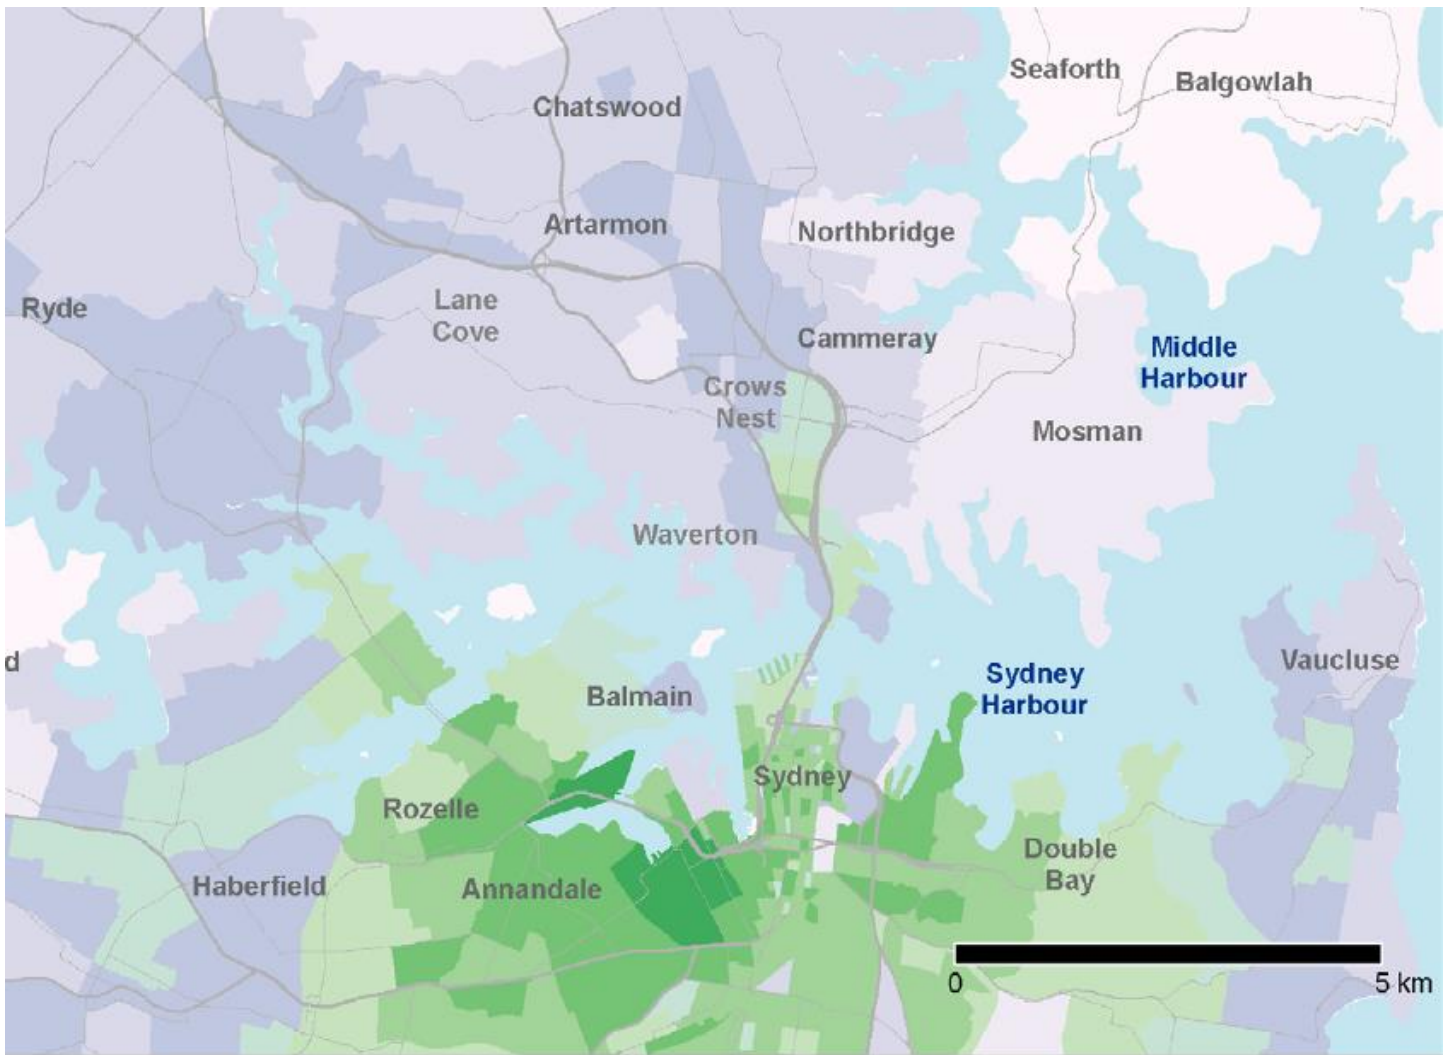 Seaforth
Balgowlah
Chatswood
Artarmon
Northbridge
Ryde
Lane
Cove
Cammeray
Middle
Harbour
Crows
Nest
Mosman
Waverton
d
Vaucluse
Sydney
Harbour
Balmain
Sydney
Rozelle
Double
Bay
Haberfield
Annandale
0
5 km